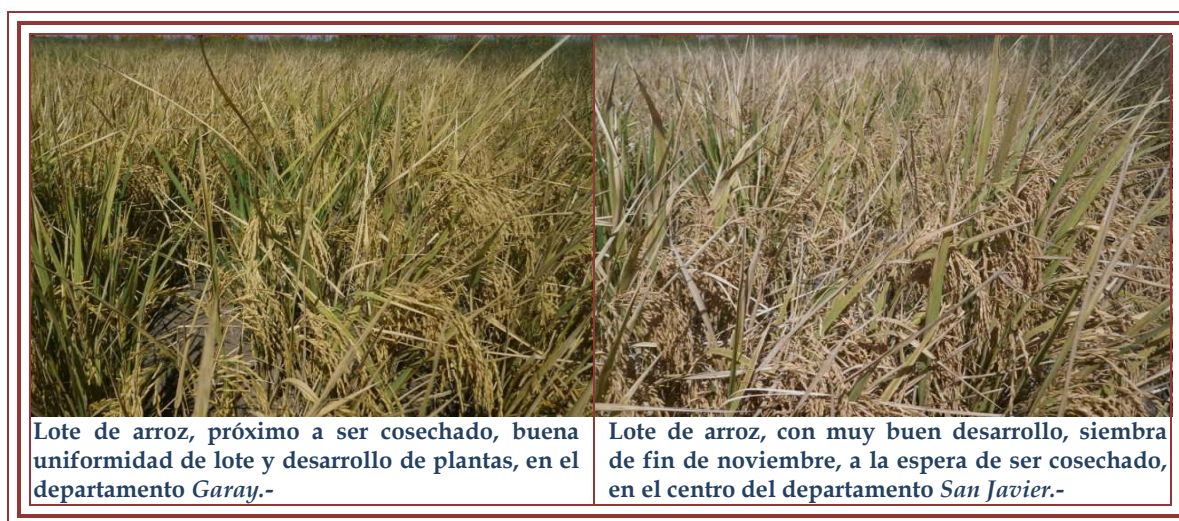 Lote de arroz, próximo a ser cosechado, buena
uniformidad de lote y desarrollo de plantas, en el
departamento Garay.-
Lote de arroz, con muy buen desarrollo, siembra
de fin de noviembre, a la espera de ser cosechado,
en el centro del departamento San Javier.-